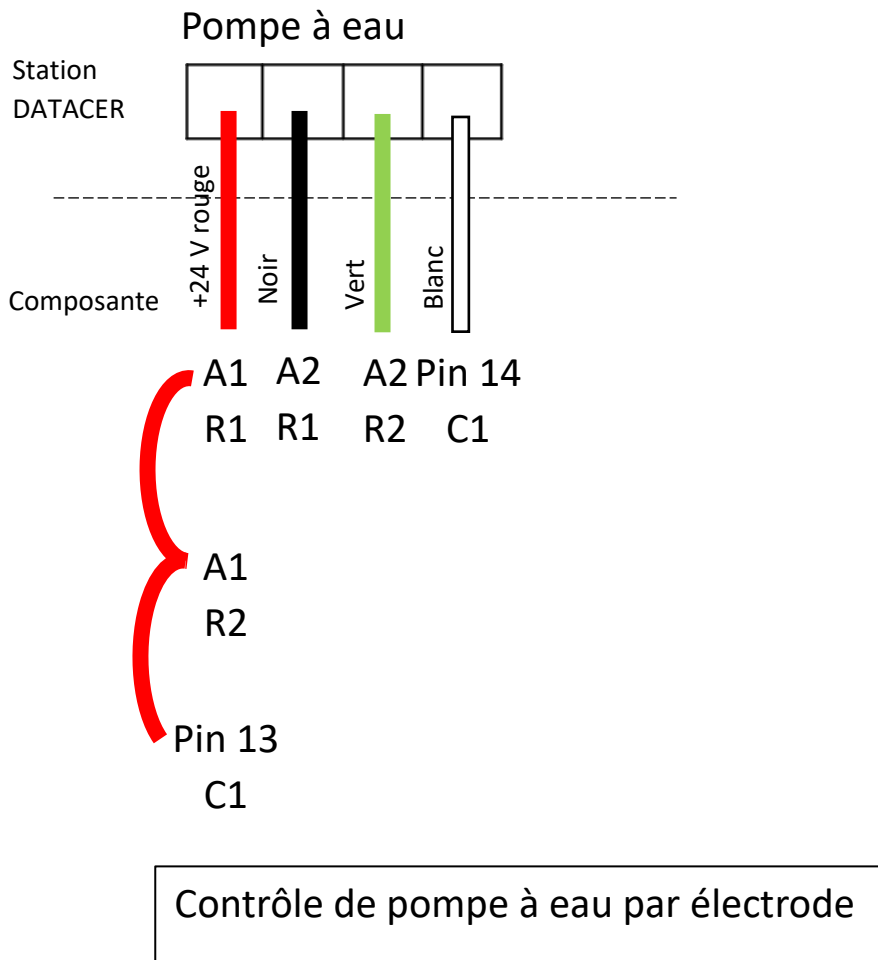 Pompe à eau
Station
DATACER
+24 V rouge
Noir
Vert
Blanc
Composante
A1 A2 A2 Pin 14
R1 R1 R2 C1
A1
R2
Pin 13
C1
Contrôle de pompe à eau par électrode